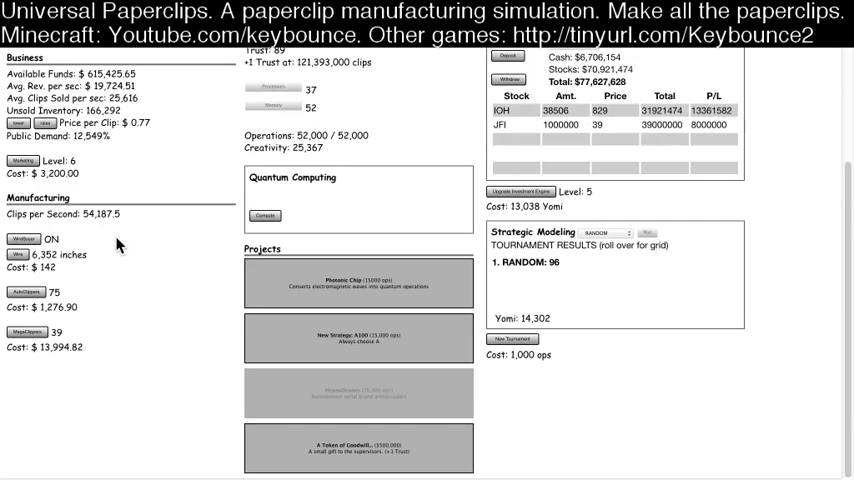 Universal Paperclips. A paperclip manufacturing simulation. Make all the paperclips.
Minecraft: Youtube.com/keybounce. Other games: http://tinyurl.com/Keybounce2
Business
Available Funds: $ 615,425.65
Avg. Rev. per sec: $ 19,724.51
Avg. Clips Sold per sec: 25,616
Unsold Inventory: 166,292
lower raise Price per Clip: $ 0.77
Public Demand: 12,549%
Marketing Level: 6
Cost: $ 3,200.00
Manufacturing
Clips per Second: 54,187.5
WireBuyer ON
Wire 6,352 inches
Cost: $ 142
AutoClippers 75
Cost: $ 1,276.90
MegaClippers 39
Cost: $ 13,994.82
Trust: 89
+1 Trust at: 121,393,000 clips
Processors 37
Memory 52
Operations: 52,000 / 52,000
Creativity: 25,367
Quantum Computing
Compute
Projects
Photonic Chip (15000 ops)
Converts electromagnetic waves into quantum operations
New Strategy: A100 (15,000 ops)
Always choose A
HypnoDrones (70,000 ops)
Autonomous aerial brand ambassadors
A Token of Goodwill... ($500,000)
A small gift to the supervisors. (+1 Trust)
Deposit Cash: $6,706,154
Stocks: $70,921,474
Withdraw Total: $77,627,628
Stock Amt. Price Total P/L
IOH 38506 829 31921474 13361582
JFI 1000000 39 39000000 8000000
Upgrade Investment Engine Level: 5
Cost: 13,038 Yomi
Strategic Modeling RANDOM Run
TOURNAMENT RESULTS (roll over for grid)
1. RANDOM: 96
Yomi: 14,302
New Tournament
Cost: 1,000 ops